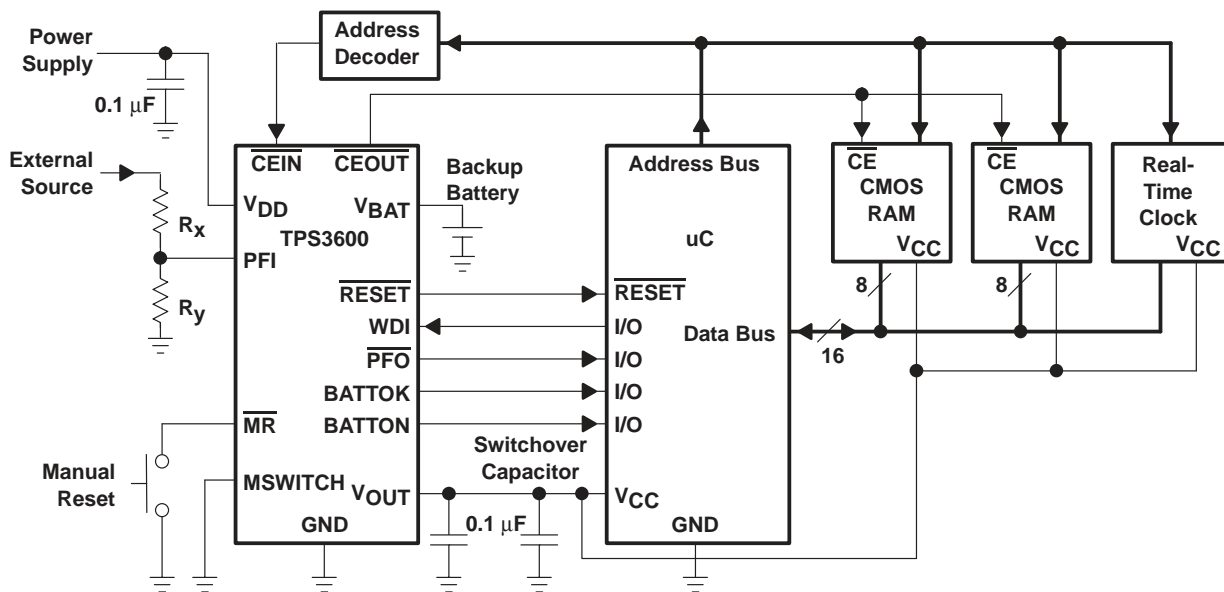 Power
Supply
0.1 μF
Address
Decoder
External
Source
Rx
Ry
CEIN
CEOUT
VDD
VBAT
TPS3600
PFI
RESET
WDI
PFO
BATTOK
MR
BATTON
MSWITCH
VOUT
GND
Backup
Battery
Manual
Reset
Switchover
Capacitor
0.1 μF
Address Bus
uC
RESET
I/O
Data Bus
I/O
I/O
I/O
VCC
GND
16
CE
CMOS
RAM
VCC
8
CE
CMOS
RAM
VCC
8
Real-
Time
Clock
VCC